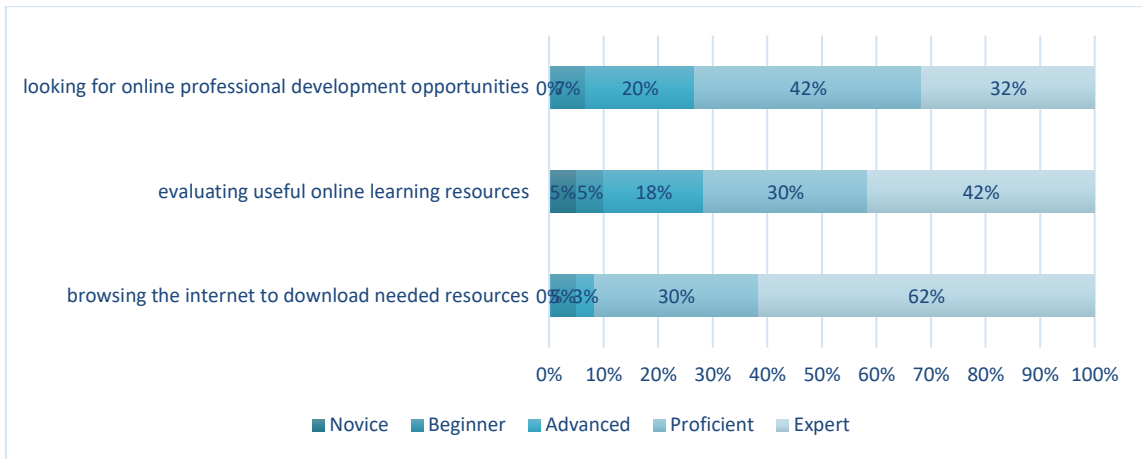 looking for online professional development opportunities 0% 7% 20% 42% 32%
evaluating useful online learning resources 5% 5% 18% 30% 42%
browsing the internet to download needed resources 0% 5% 3% 30% 62%
0% 10% 20% 30% 40% 50% 60% 70% 80% 90% 100%
Novice Beginner Advanced Proficient Expert